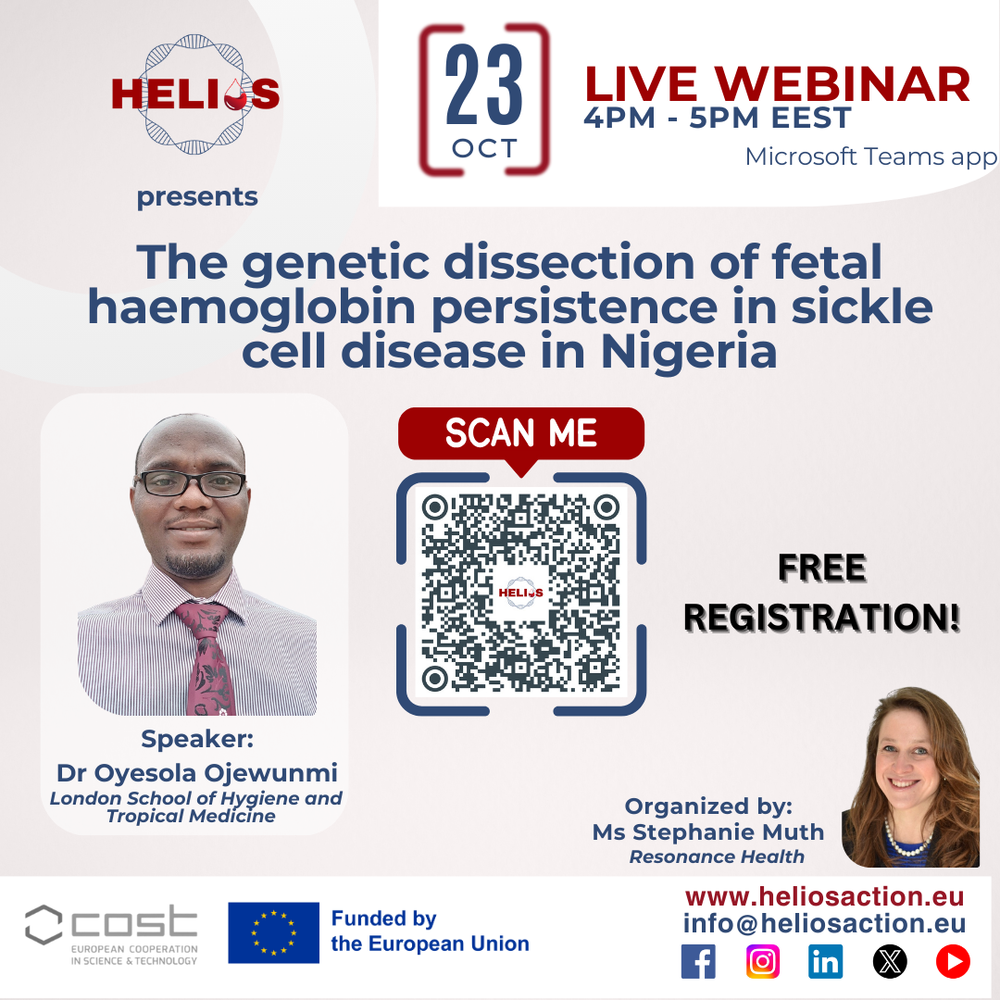 HELIOS
presents
23
OCT
LIVE WEBINAR
4PM - 5PM EEST
Microsoft Teams app
The genetic dissection of fetal
haemoglobin persistence in sickle
cell disease in Nigeria
SCAN ME
HELIOS
FREE
REGISTRATION!
Speaker:
Dr Oyesola Ojewunmi
London School of Hygiene and
Tropical Medicine
Organized by:
Ms Stephanie Muth
Resonance Health
cost
EUROPEAN COOPERATION
IN SCIENCE & TECHNOLOGY
Funded by
the European Union
www.heliosaction.eu
info@heliosaction.eu